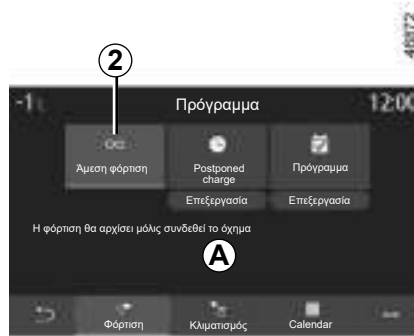 2
-1
Πρόγραμμα
12:00
Άμεση φόρτιση
Postponed
charge
Πρόγραμμα
Επεξεργασία
Επεξεργασία
Η φόρτιση θα αρχίσει μόλις συνδεθεί το όχημα
A
Φόρτιση
Κλιματισμός
Calendar